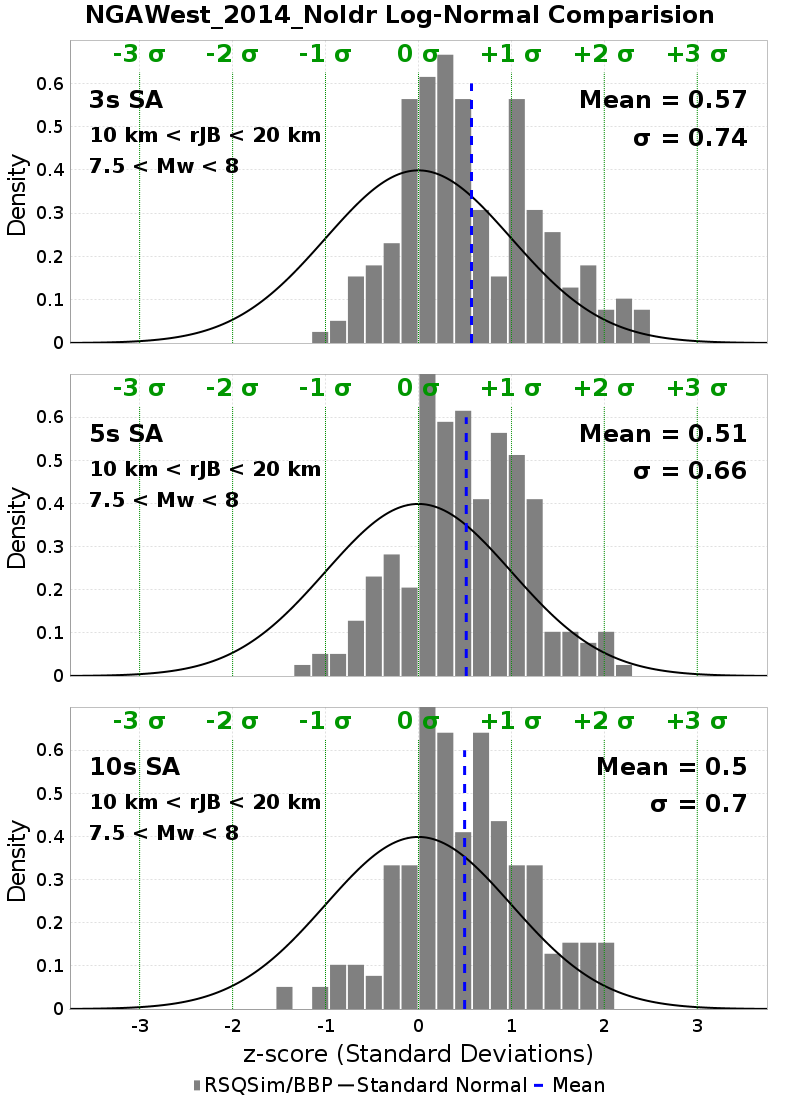 NGAWest_2014_NoIdr Log-Normal Comparision
-3 σ -2 σ -1 σ 0 σ +1 σ +2 σ +3 σ
0.6
3s SA Mean = 0.57
0.5
10 km < rJB < 20 km σ = 0.74
7.5 < Mw < 8
0.4
0.3
0.2
0.1
0
Density
-3 σ -2 σ -1 σ 0 σ +1 σ +2 σ +3 σ
0.6
5s SA Mean = 0.51
0.5
10 km < rJB < 20 km σ = 0.66
7.5 < Mw < 8
0.4
0.3
0.2
0.1
0
Density
-3 σ -2 σ -1 σ 0 σ +1 σ +2 σ +3 σ
0.6
10s SA Mean = 0.5
0.5
10 km < rJB < 20 km σ = 0.7
7.5 < Mw < 8
0.4
0.3
0.2
0.1
0
Density
-3 -2 -1 0 1 2 3
z-score (Standard Deviations)
RSQSim/BBP Standard Normal Mean